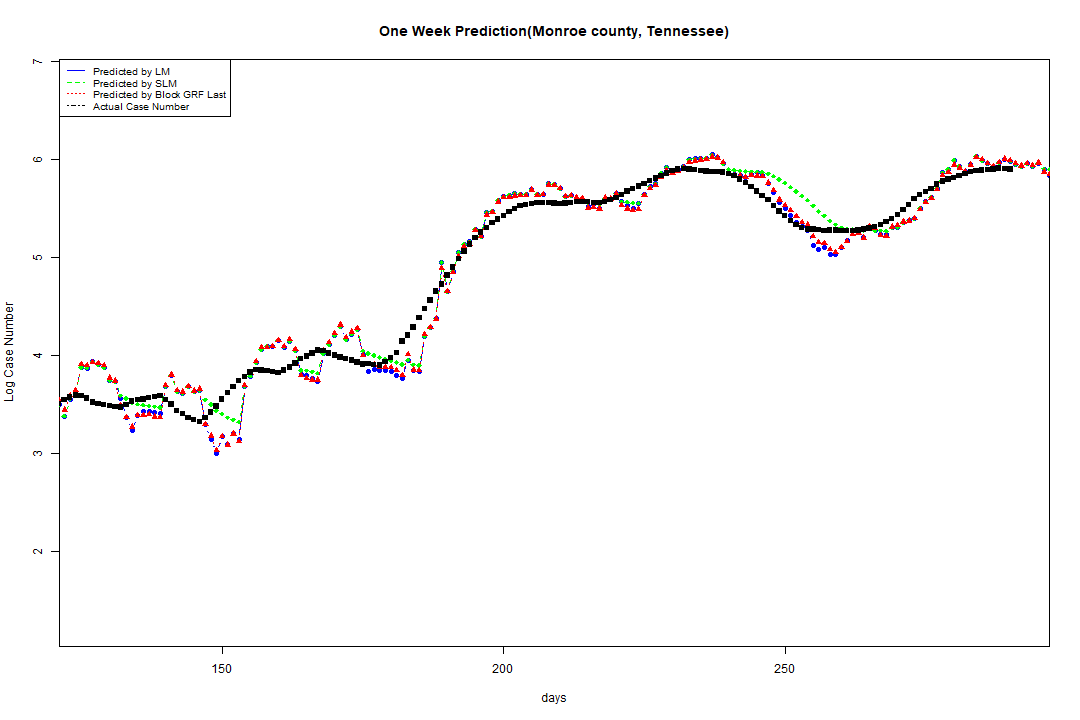 One Week Prediction(Monroe county, Tennessee)
Predicted by LM
Predicted by SLM
Predicted by Block GRF Last
Actual Case Number
7
6
5
4
3
2
Log Case Number
150
200
250
days